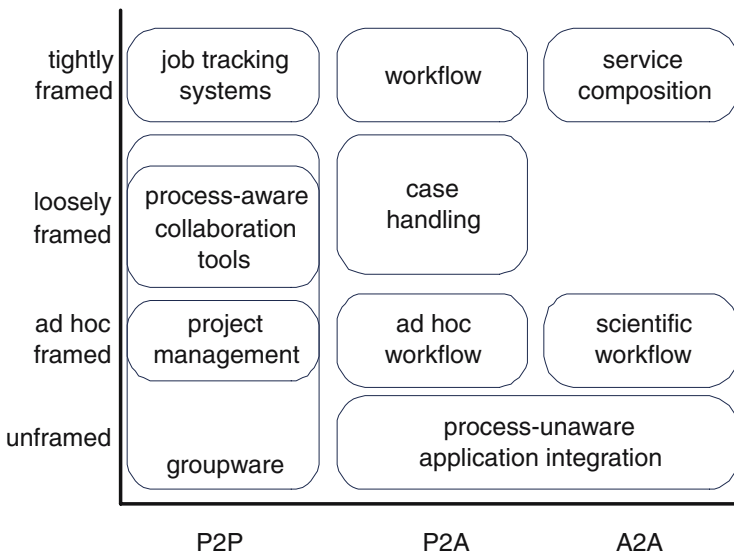 tightly
framed
job tracking
systems
workflow
service
composition
loosely
framed
process-aware
collaboration
tools
case
handling
ad hoc
framed
project
management
ad hoc
workflow
scientific
workflow
unframed
groupware
process-unaware
application integration
P2P
P2A
A2A